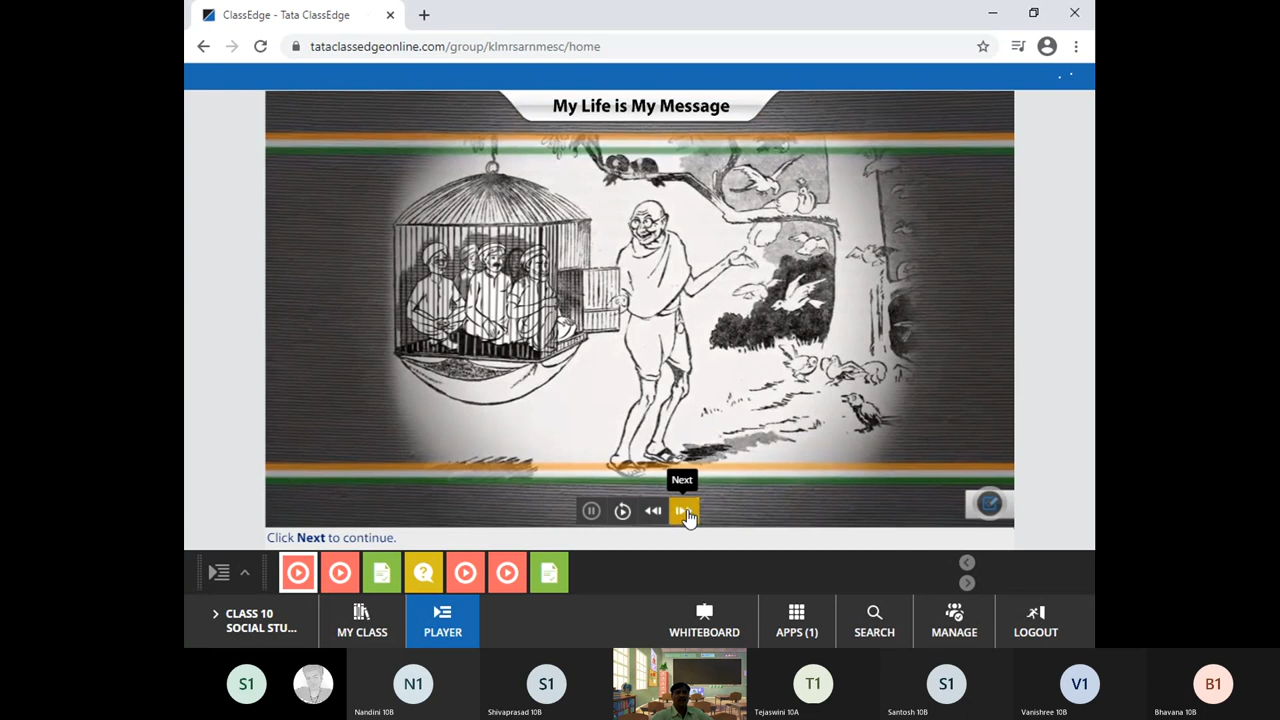 ClassEdge - Tata ClassEdge
tataclassedgeonline.com/group/klmrsarnmesc/home
My Life is My Message
Next
Click Next to continue.
CLASS 10
SOCIAL STU...
MY CLASS
PLAYER
WHITEBOARD
APPS (1)
SEARCH
MANAGE
LOGOUT
S1
N1
S1
T1
S1
V1
B1
Nandini 10B
Shivaprasad 10B
Tejaswini 10A
Santosh 10B
Vanishree 10B
Bhavana 10B